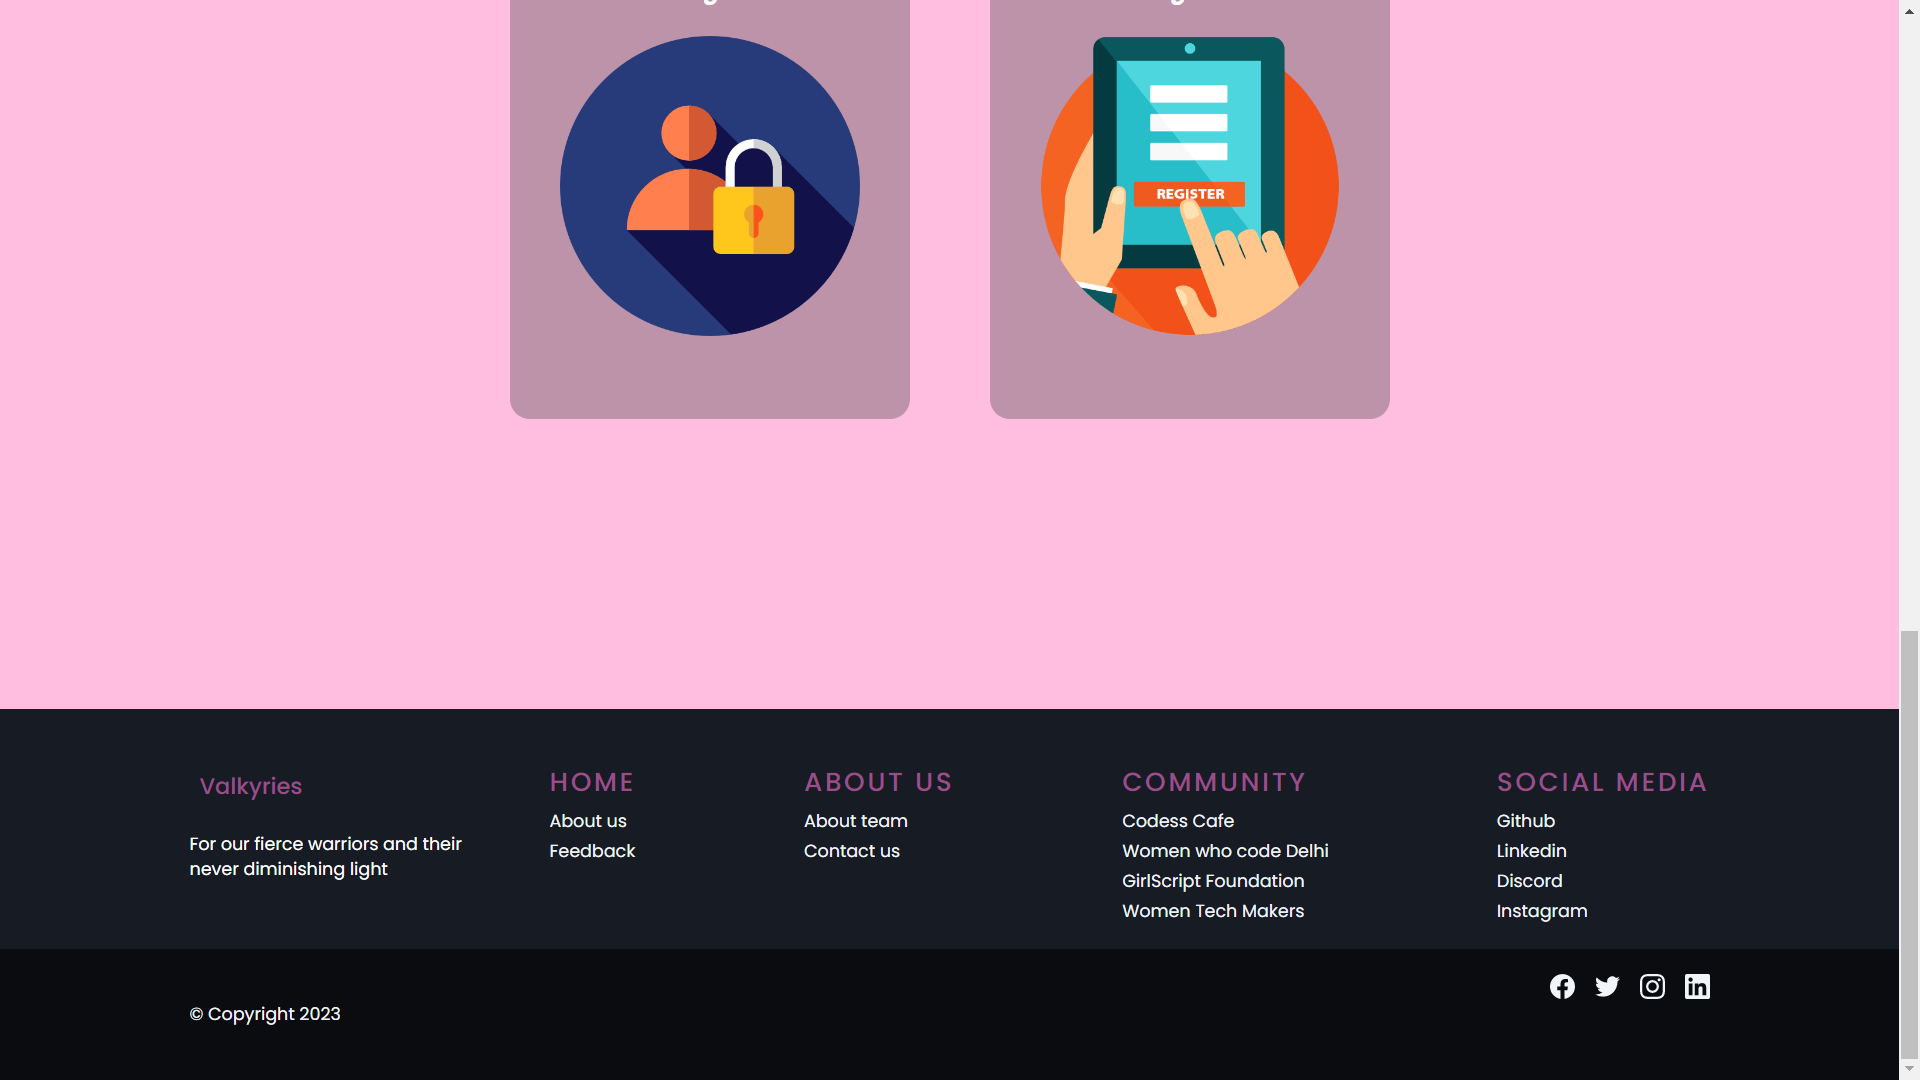 REGISTER
Valkyries
For our fierce warriors and their
never diminishing light
HOME
About us
Feedback
ABOUT US
About team
Contact us
COMMUNITY
Codess Cafe
Women who code Delhi
GirlScript Foundation
Women Tech Makers
SOCIAL MEDIA
Github
Linkedin
Discord
Instagram
© Copyright 2023